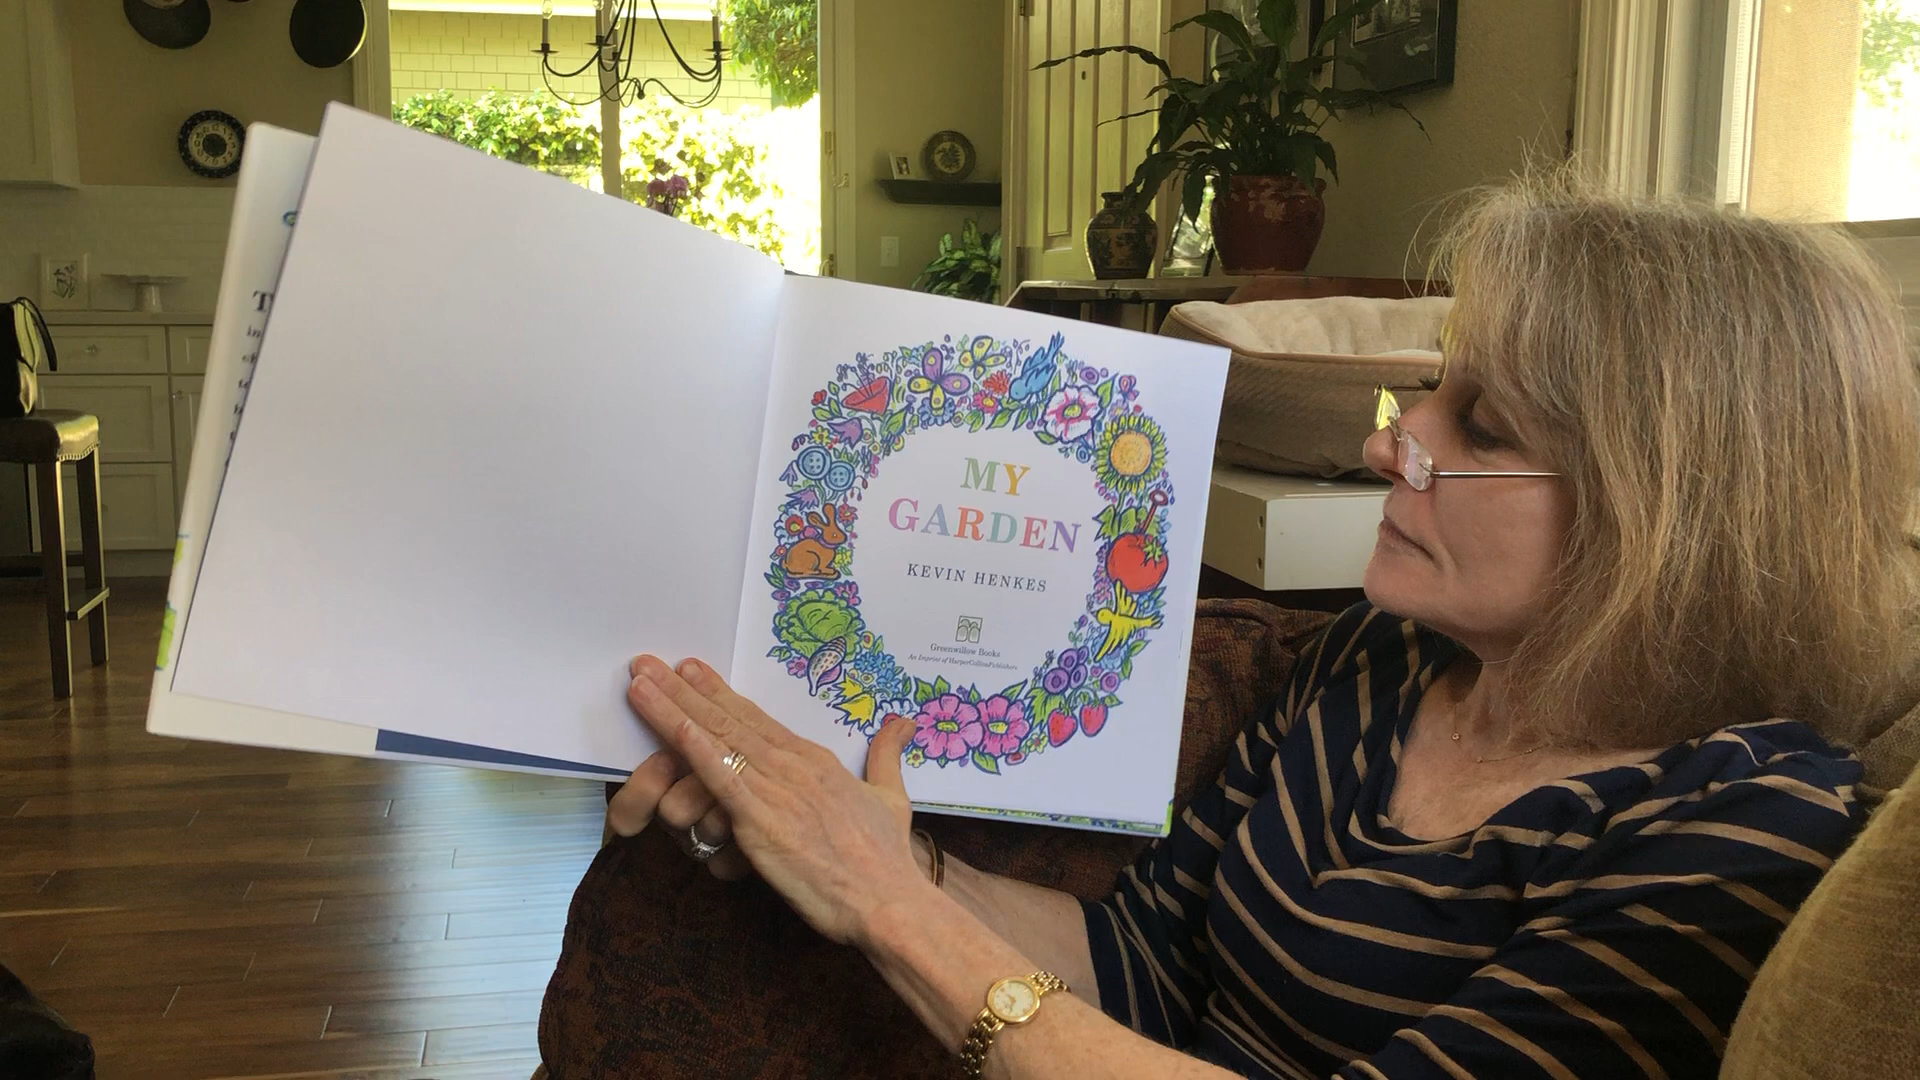 MY
GARDEN
KEVIN HENKES
Greenwillow Books
An Imprint of HarperCollinsPublishers